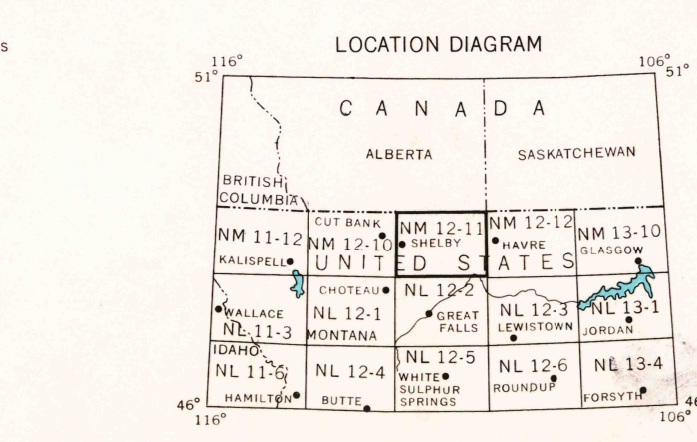 s
LOCATION DIAGRAM
116° 106°
51° 51°
CANADA
ALBERTA SASKATCHEWAN
BRITISH
COLUMBIA
CUT BANK
NM 12-10
NM 11-12
KALISPELL
NM 12-11
SHELBY
NM 12-12
HAVRE
NM 13-10
GLASGOW
UNITED STATES
WALLACE
NL 11-3
CHOTEAU
NL 12-1
MONTANA
NL 12-2
GREAT
FALLS
NL 12-3
LEWISTOWN
NL 13-1
JORDAN
IDAHO
NL 11-6
HAMILTON
NL 12-4
BUTTE
NL 12-5
WHITE
SULPHUR
SPRINGS
NL 12-6
ROUNDUP
NL 13-4
FORSYTH
46° 46
116° 106°